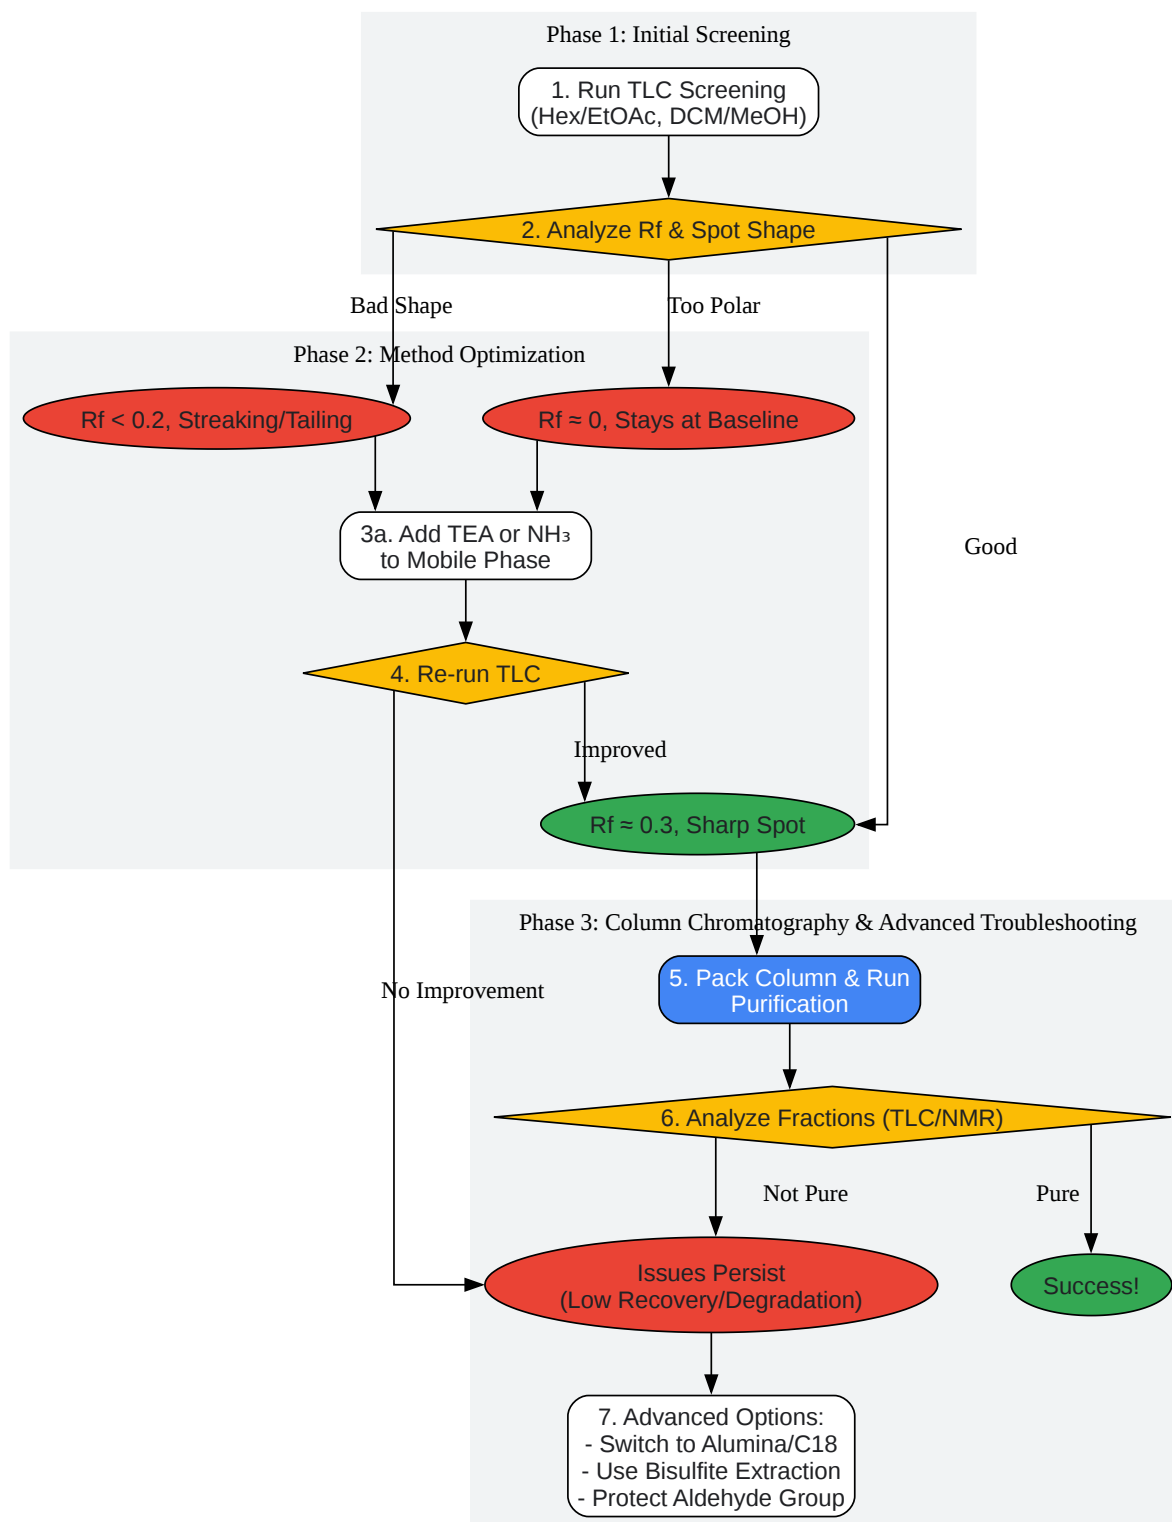 Phase 1: Initial Screening
1. Run TLC Screening
(Hex/EtOAc, DCM/MeOH)
2. Analyze Rf & Spot Shape
Bad Shape
Too Polar
Phase 2: Method Optimization
Rf < 0.2, Streaking/Tailing
Rf ≈ 0, Stays at Baseline
3a. Add TEA or NH₃
to Mobile Phase
Good
4. Re-run TLC
Improved
Rf ≈ 0.3, Sharp Spot
Phase 3: Column Chromatography & Advanced Troubleshooting
5. Pack Column & Run
Purification
No Improvement
6. Analyze Fractions (TLC/NMR)
Not Pure
Pure
Issues Persist
(Low Recovery/Degradation)
Success!
7. Advanced Options:
- Switch to Alumina/C18
- Use Bisulfite Extraction
- Protect Aldehyde Group